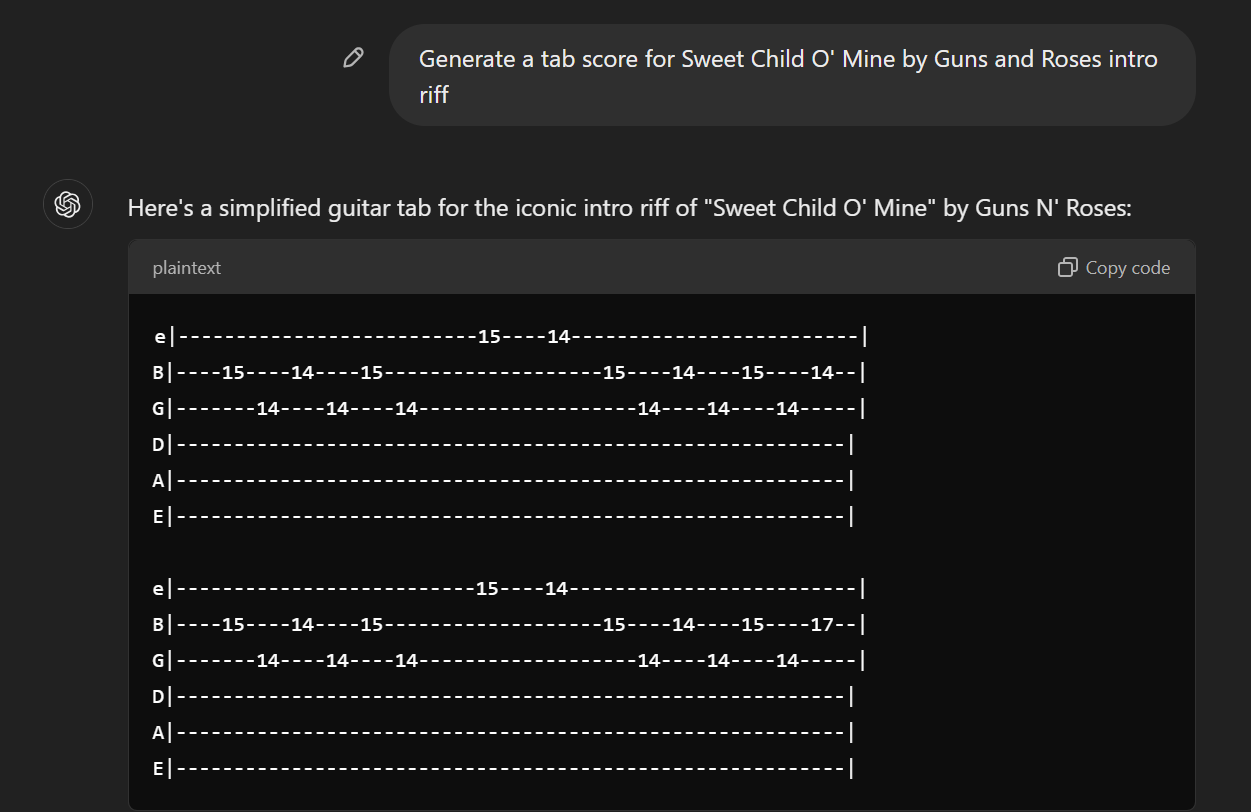 Generate a tab score for Sweet Child O' Mine by Guns and Roses intro
riff
Here's a simplified guitar tab for the iconic intro riff of "Sweet Child O' Mine" by Guns N' Roses:
plaintext
Copy code
e|--------------------------15----14-------------------------|
B|----15----14----15-------------------15----14----15----14--|
G|-------14----14----14-------------------14----14----14-----|
D|----------------------------------------------------------|
A|----------------------------------------------------------|
E|----------------------------------------------------------|
e|--------------------------15----14-------------------------|
B|----15----14----15-------------------15----14----15----17--|
G|-------14----14----14-------------------14----14----14-----|
D|----------------------------------------------------------|
A|----------------------------------------------------------|
E|----------------------------------------------------------|